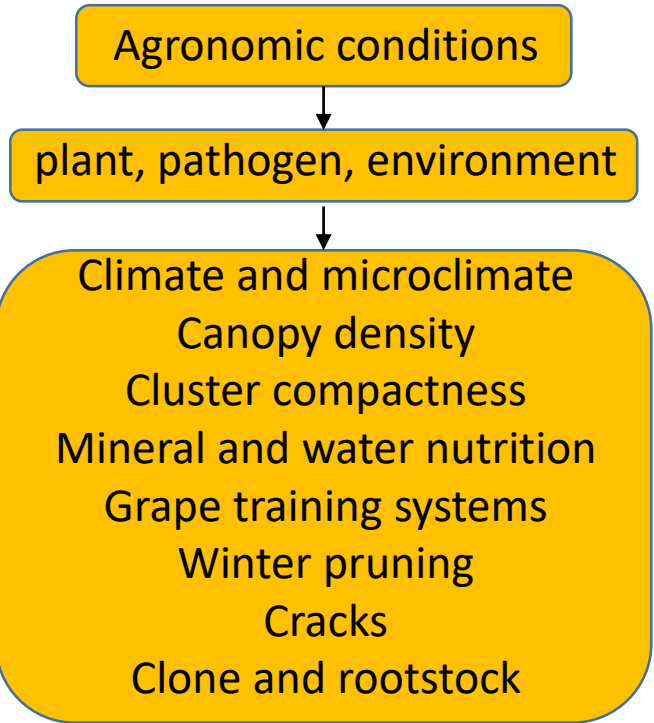 Agronomic conditions
plant, pathogen, environment
Climate and microclimate
Canopy density
Cluster compactness
Mineral and water nutrition
Grape training systems
Winter pruning
Cracks
Clone and rootstock